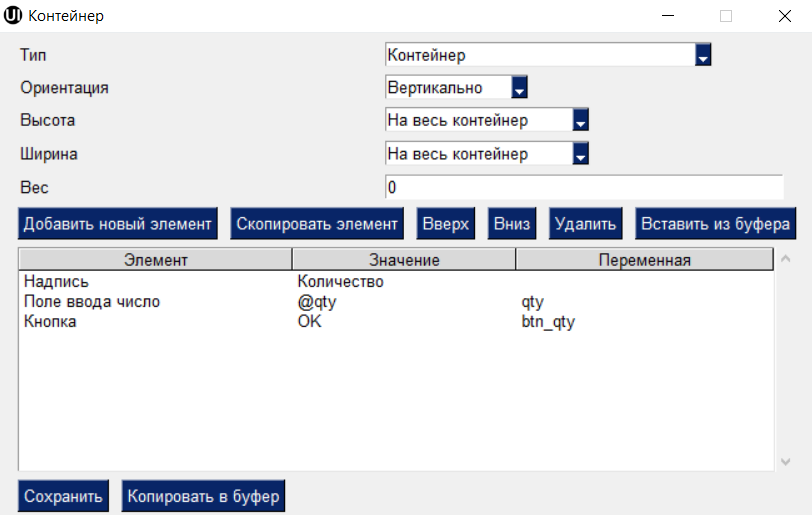 UI Контейнер
Тип Контейнер
Ориентация Вертикально
Высота На весь контейнер
Ширина На весь контейнер
Вес 0
Добавить новый элемент Скопировать элемент Вверх Вниз Удалить Вставить из буфера
Элемент Значение Переменная
Надпись Количество
Поле ввода число @qty qty
Кнопка OK btn_qty
Сохранить Копировать в буфер